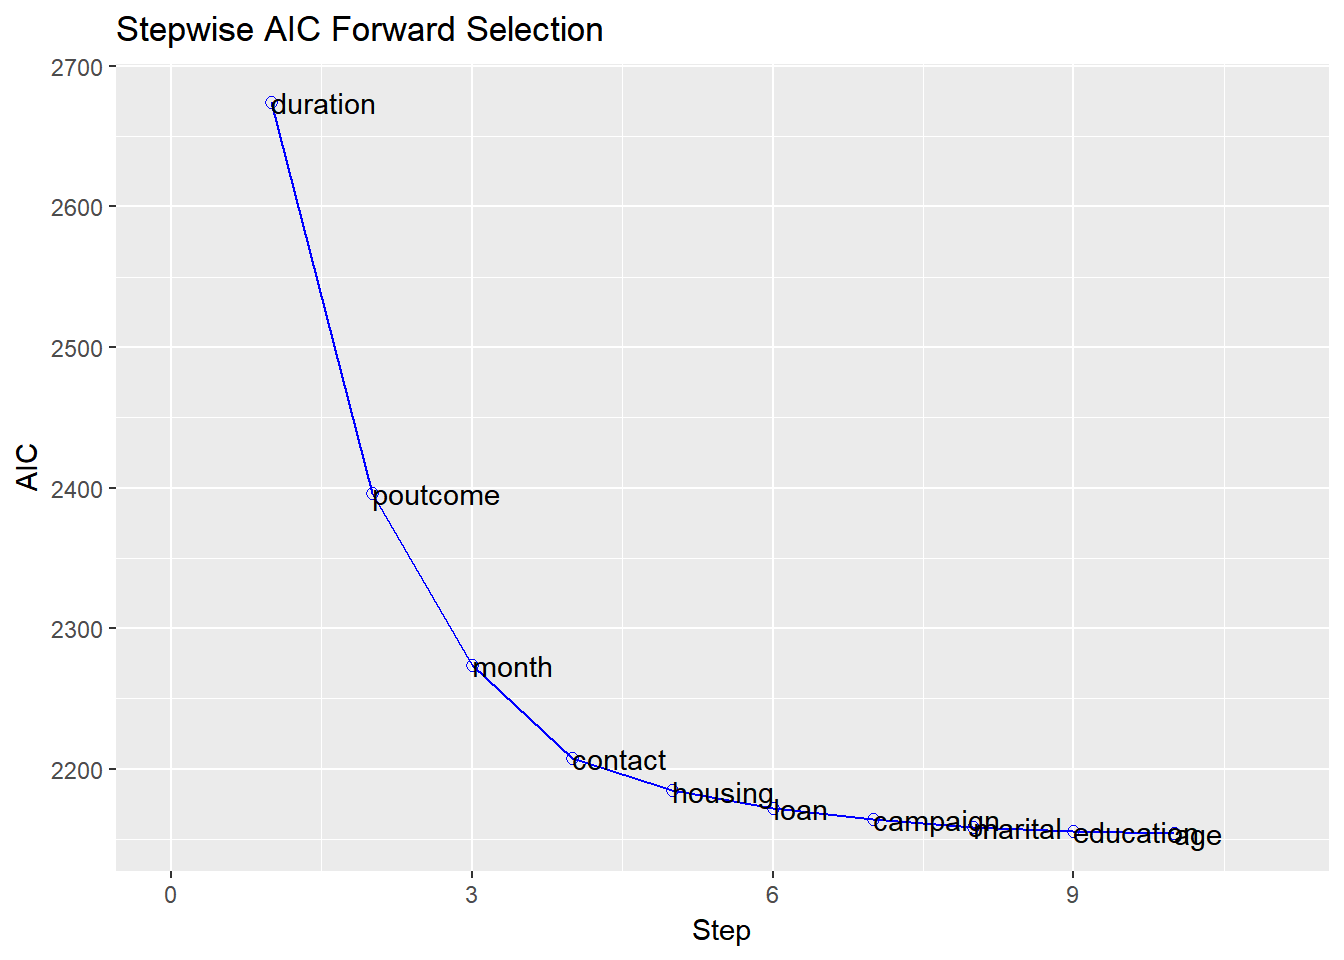 Stepwise AIC Forward Selection
2700
2600
2500
2400
2300
2200
AIC
duration
poutcome
month
contact
housing
loan
campaign
marital
education
age
0 3 6 9
Step